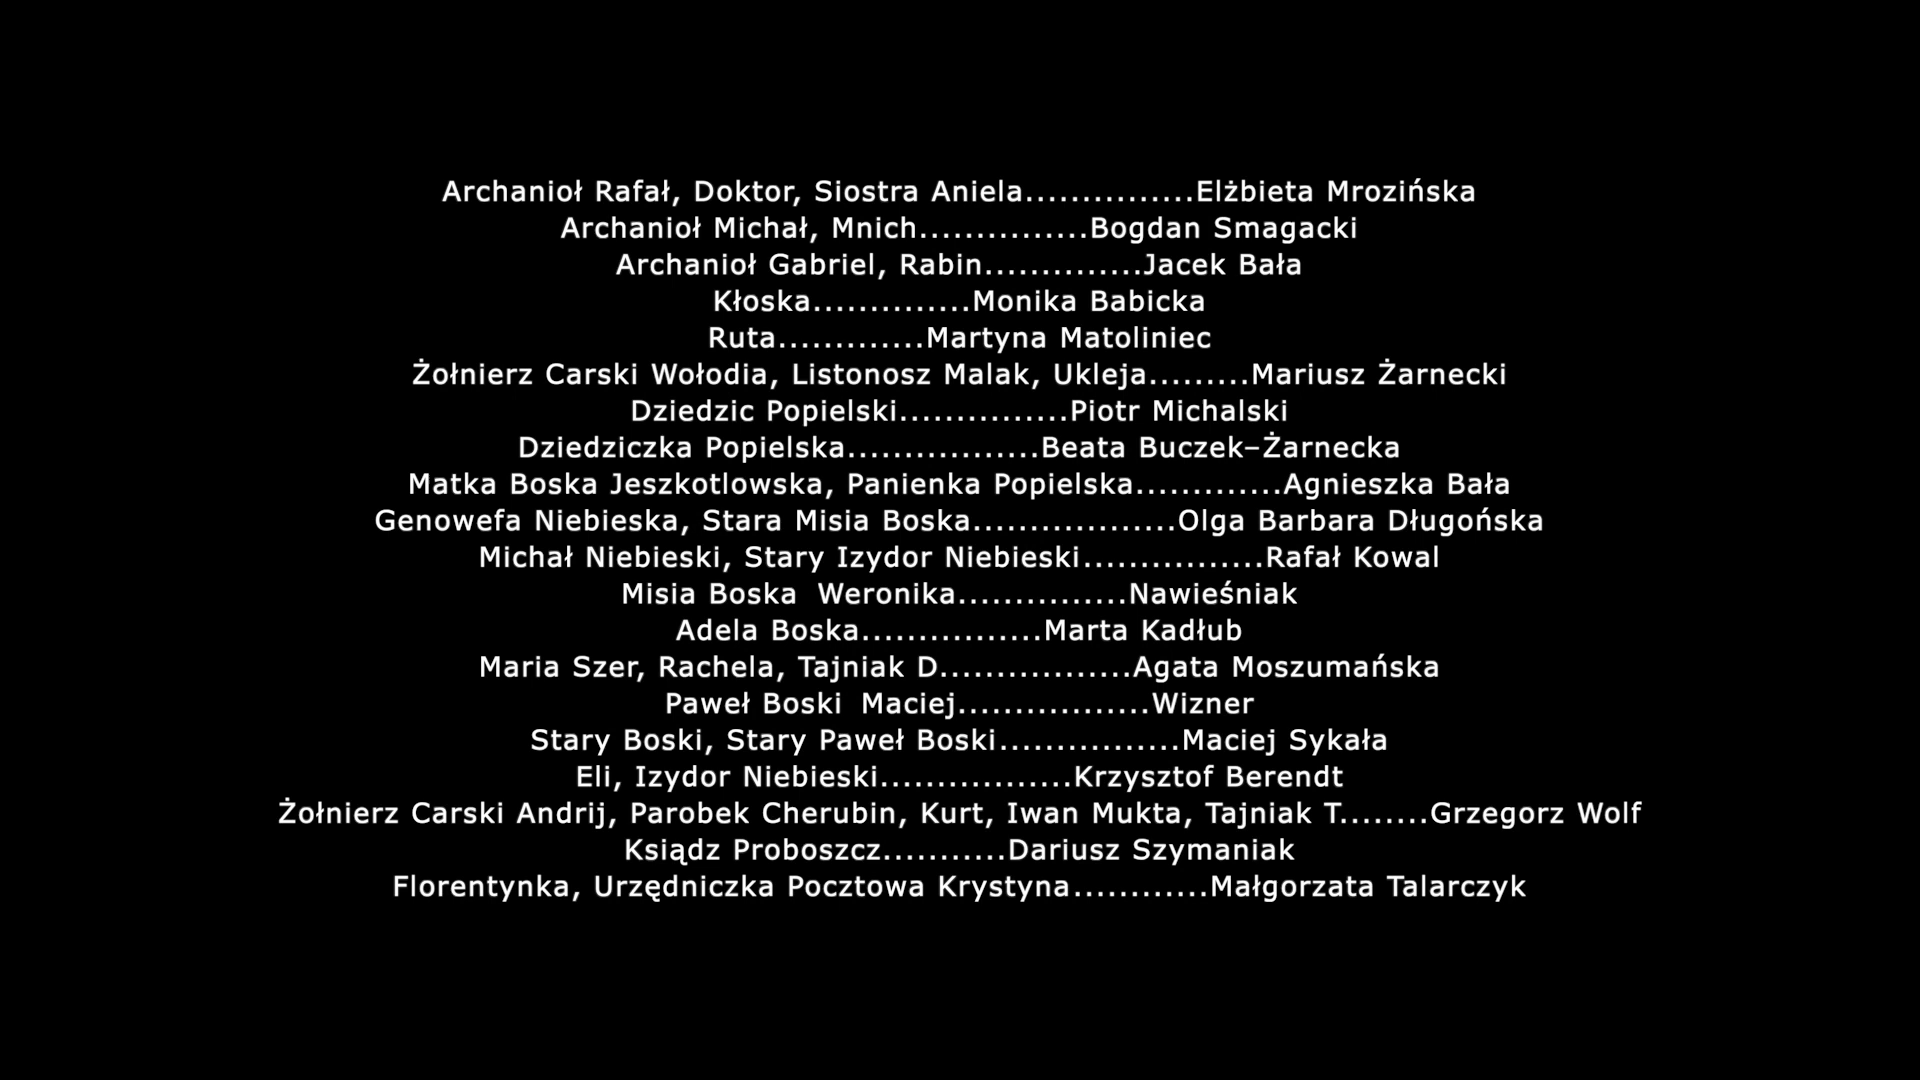 Archanioł Rafał, Doktor, Siostra Aniela...............Elżbieta Mrozińska
Archanioł Michał, Mnich...............Bogdan Smagacki
Archanioł Gabriel, Rabin..............Jacek Bała
Kłoska..............Monika Babicka
Ruta.............Martyna Matoliniec
Żołnierz Carski Wołodia, Listonosz Malak, Ukleja.........Mariusz Żarnecki
Dziedzic Popielski...............Piotr Michalski
Dziedziczka Popielska.................Beata Buczek–Żarnecka
Matka Boska Jeszkotlowska, Panienka Popielska.............Agnieszka Bała
Genowefa Niebieska, Stara Misia Boska..................Olga Barbara Długońska
Michał Niebieski, Stary Izydor Niebieski................Rafał Kowal
Misia Boska  Weronika...............Nawieśniak
Adela Boska................Marta Kadłub
Maria Szer, Rachela, Tajniak D.................Agata Moszumańska
Paweł Boski  Maciej.................Wizner
Stary Boski, Stary Paweł Boski................Maciej Sykała
Eli, Izydor Niebieski.................Krzysztof Berendt
Żołnierz Carski Andrij, Parobek Cherubin, Kurt, Iwan Mukta, Tajniak T........Grzegorz Wolf
Ksiądz Proboszcz...........Dariusz Szymaniak
Florentynka, Urzędniczka Pocztowa Krystyna............Małgorzata Talarczyk